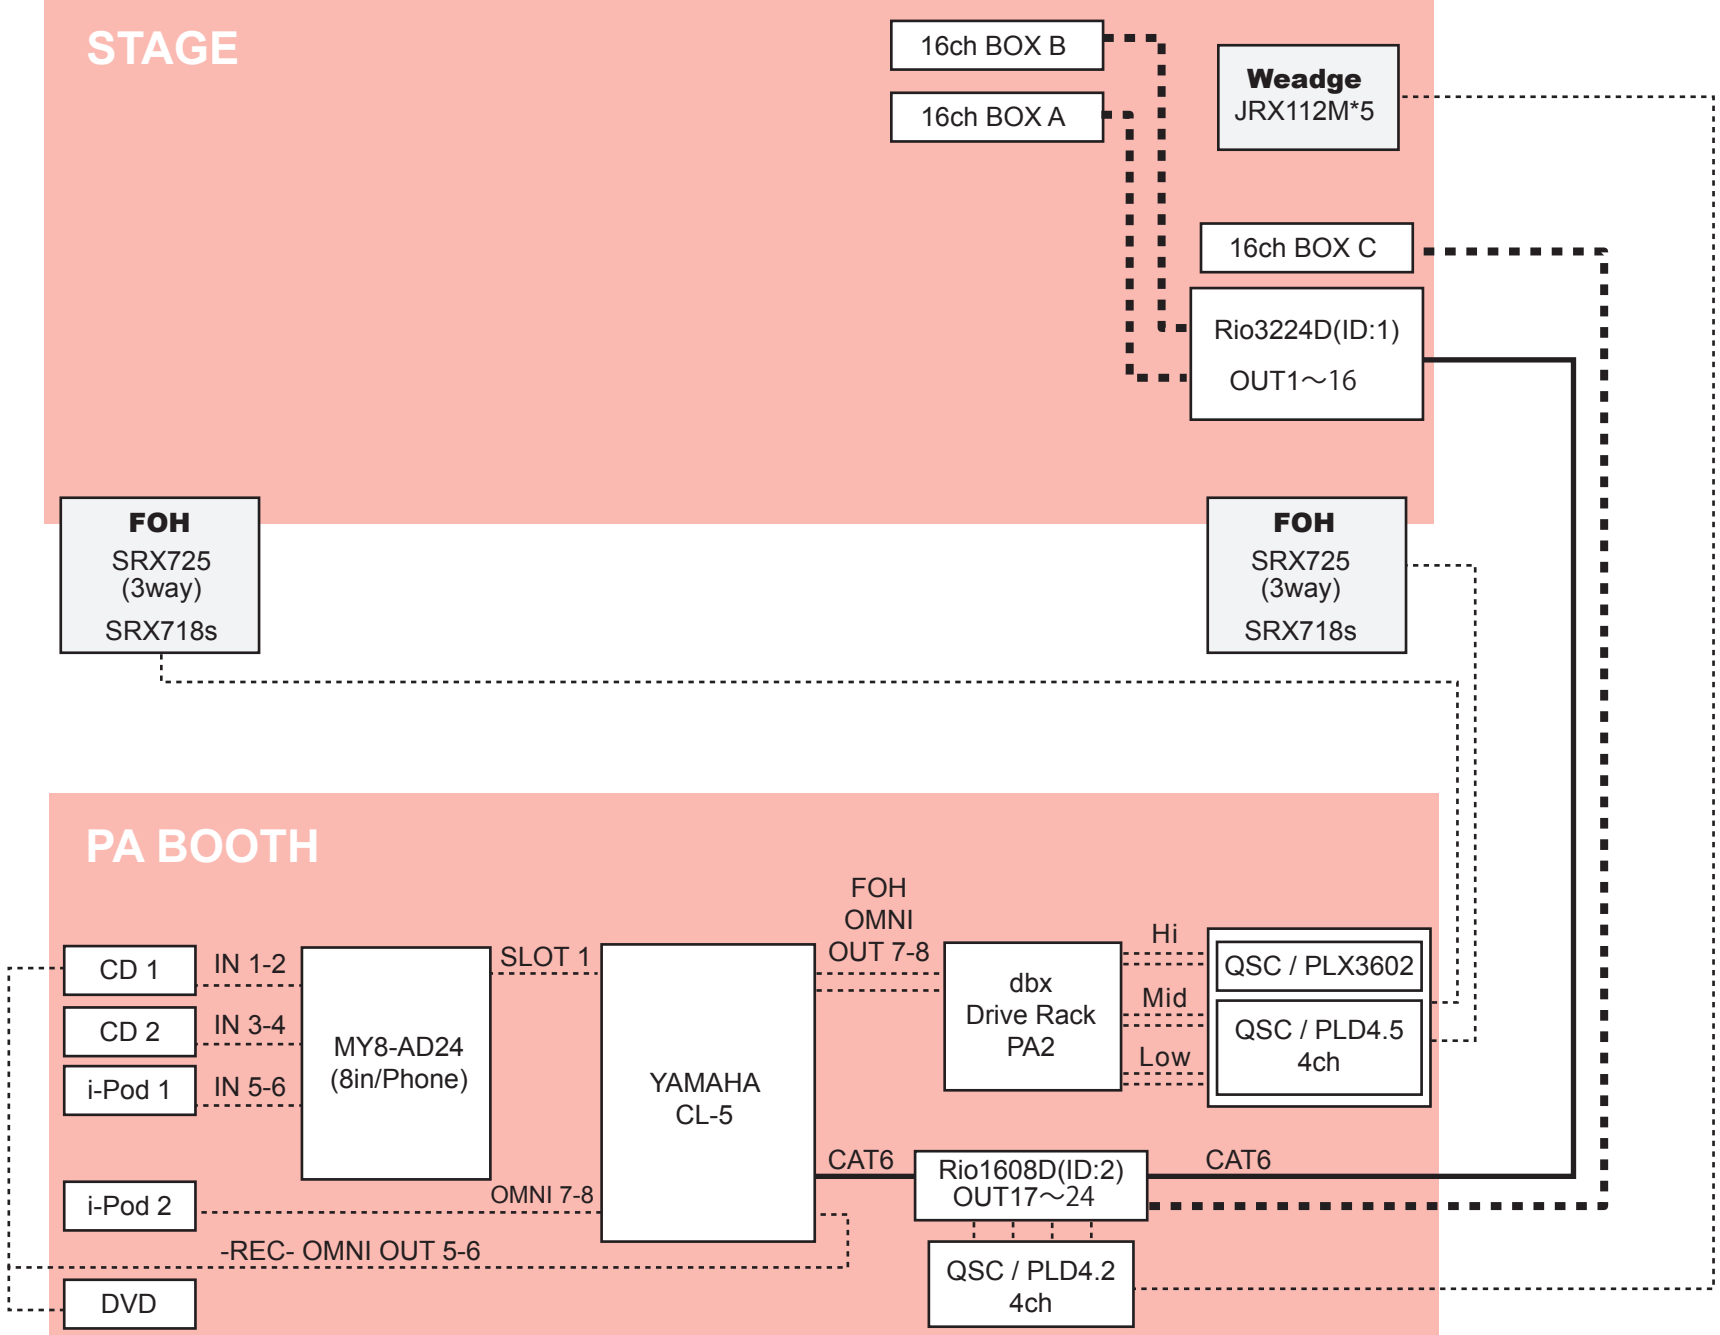 STAGE
16ch BOX B
16ch BOX A
Weadge
JRX112M*5
16ch BOX C
Rio3224D(ID:1)
OUT1〜16
FOH
SRX725
(3way)
SRX718s
FOH
SRX725
(3way)
SRX718s
PA BOOTH
CD 1
IN 1-2
CD 2
IN 3-4
i-Pod 1
IN 5-6
MY8-AD24
(8in/Phone)
SLOT 1
i-Pod 2
OMNI 7-8
-REC- OMNI OUT 5-6
DVD
YAMAHA
CL-5
FOH
OMNI
OUT 7-8
dbx
Drive Rack
PA2
Hi
Mid
Low
QSC / PLX3602
QSC / PLD4.5
4ch
CAT6
Rio1608D(ID:2)
OUT17〜24
CAT6
QSC / PLD4.2
4ch